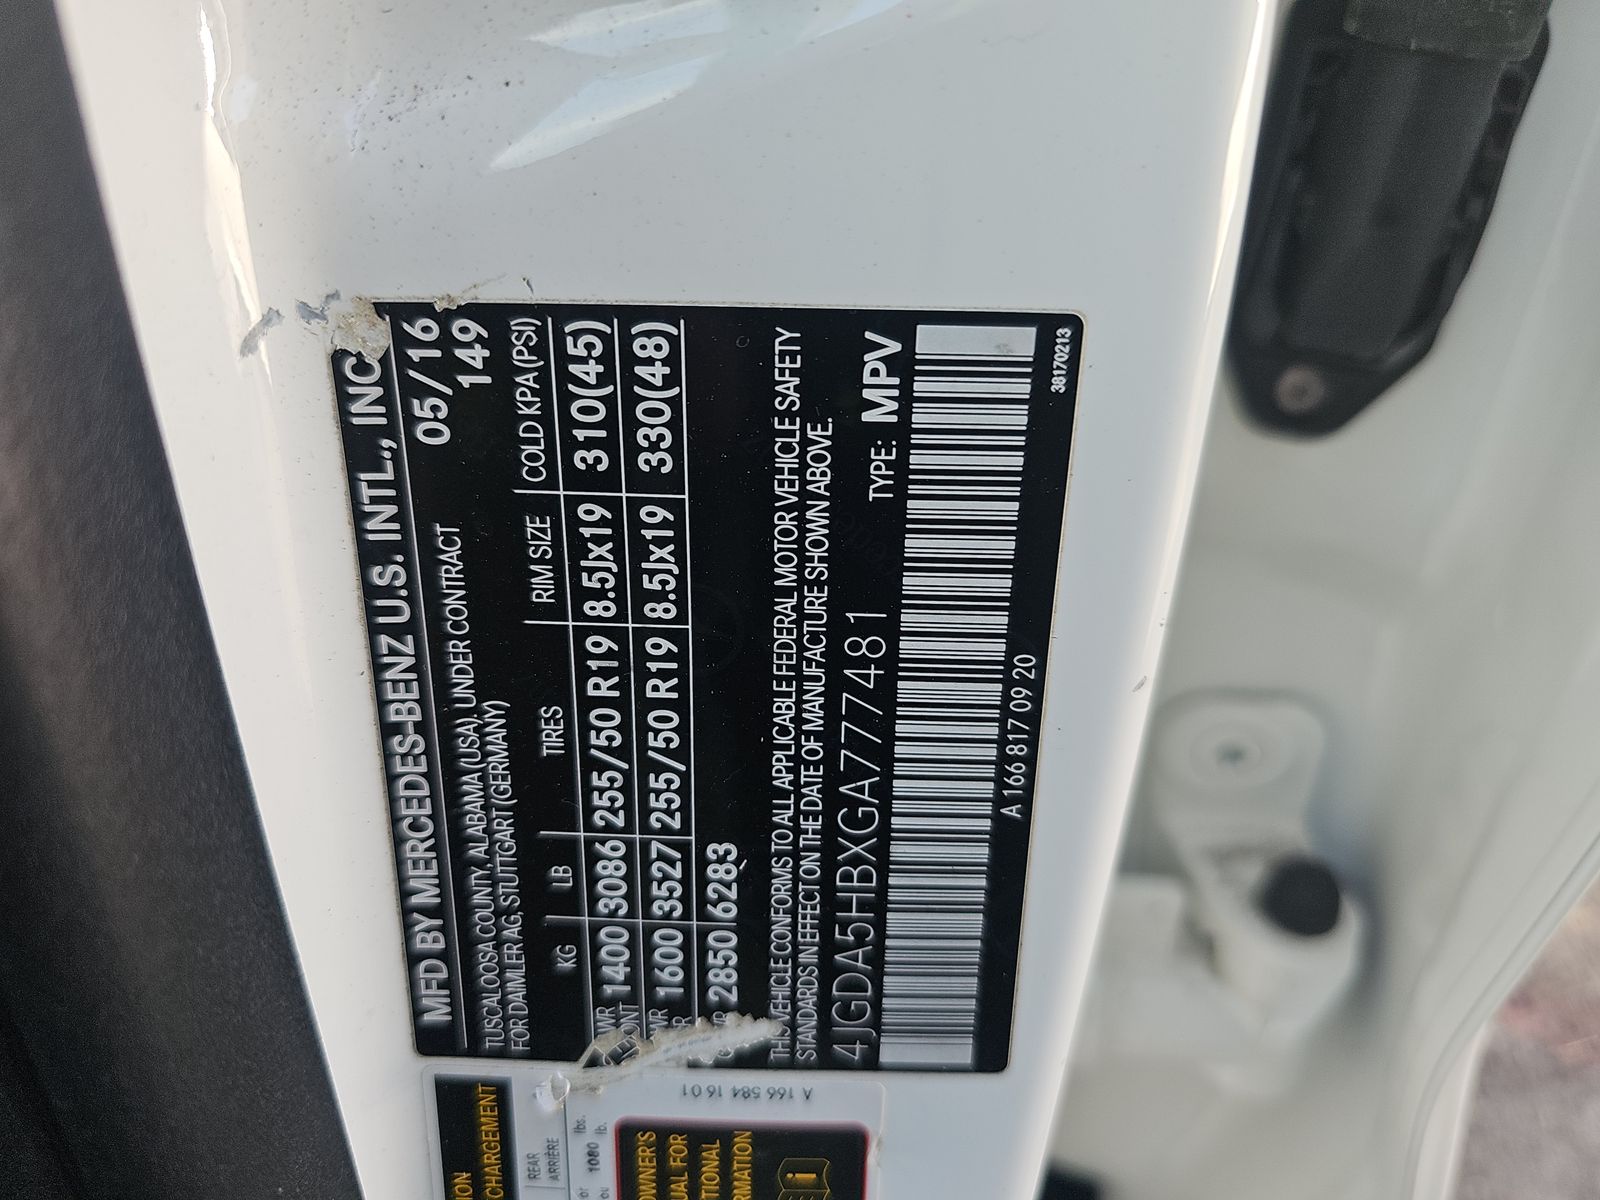 MFD BY MERCEDES-BENZ U.S. INTL., INC
TUSCALOOSA COUNTY, ALABAMA (USA), UNDER CONTRACT 05/16
FOR DAIMLER AG, STUTTGART (GERMANY) 149
KG LB TIRES RIM SIZE COLD KPA (PSI)
1400 3086 255/50 R19 8.5Jx19 310(45)
1600 3527 255/50 R19 8.5Jx19 330(48)
2850 6283
THIS VEHICLE CONFORMS TO ALL APPLICABLE FEDERAL MOTOR VEHICLE SAFETY
STANDARDS IN EFFECT ON THE DATE OF MANUFACTURE SHOWN ABOVE.
4JGDA5HBXGA777481 TYPE: MPV
A 166 817 09 20
38170213
REAR
ARRIÈRE
lbs.
1080 lb.
A 166 584 16 01